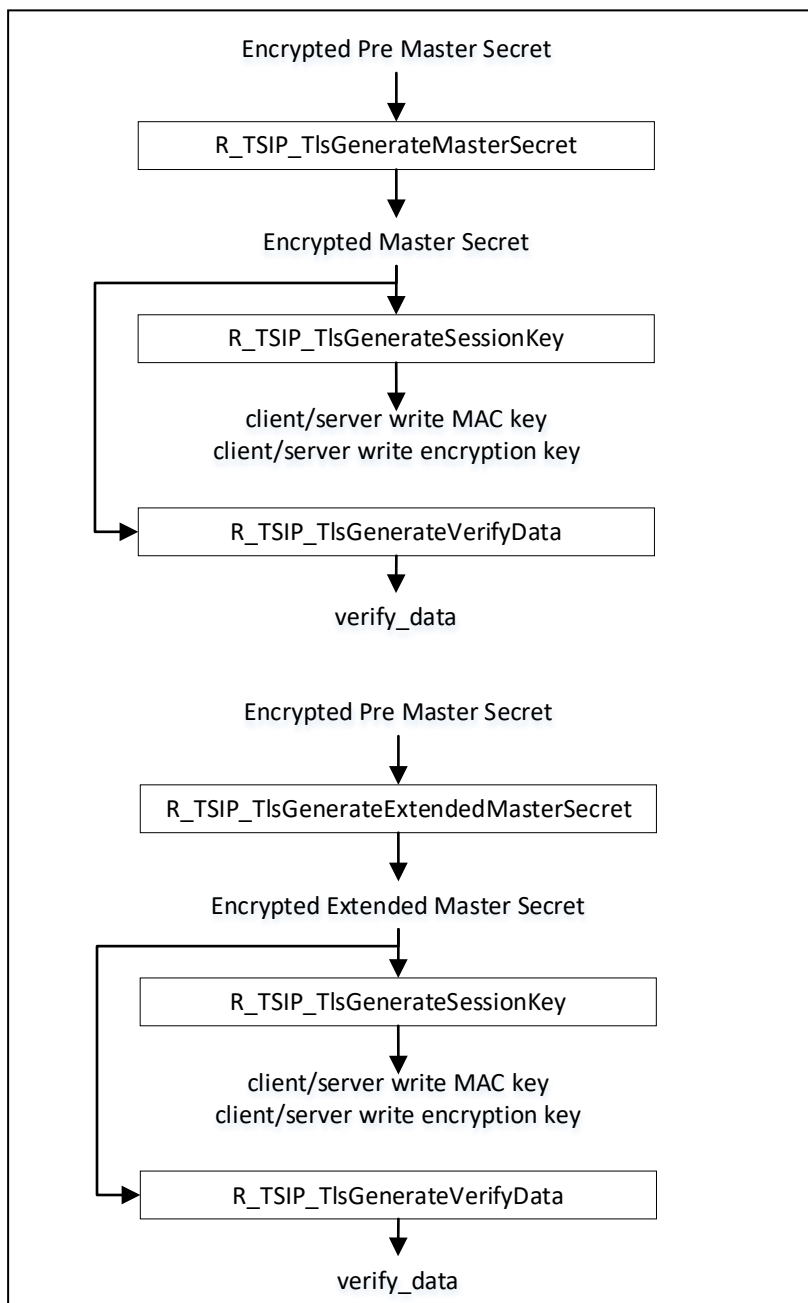 Encrypted Pre Master Secret
R_TSIP_TlsGenerateMasterSecret
Encrypted Master Secret
R_TSIP_TlsGenerateSessionKey
client/server write MAC key
client/server write encryption key
R_TSIP_TlsGenerateVerifyData
verify_data
Encrypted Pre Master Secret
R_TSIP_TlsGenerateExtendedMasterSecret
Encrypted Extended Master Secret
R_TSIP_TlsGenerateSessionKey
client/server write MAC key
client/server write encryption key
R_TSIP_TlsGenerateVerifyData
verify_data